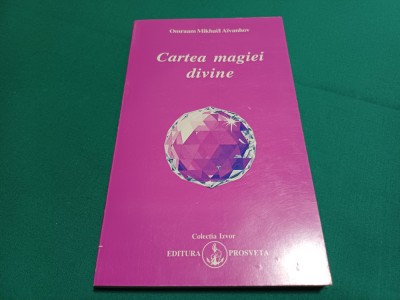 Omraam Mikhaël Aïvanhov
Cartea magiei
divine
Colecția Izvor
EDITURA PROSVETA